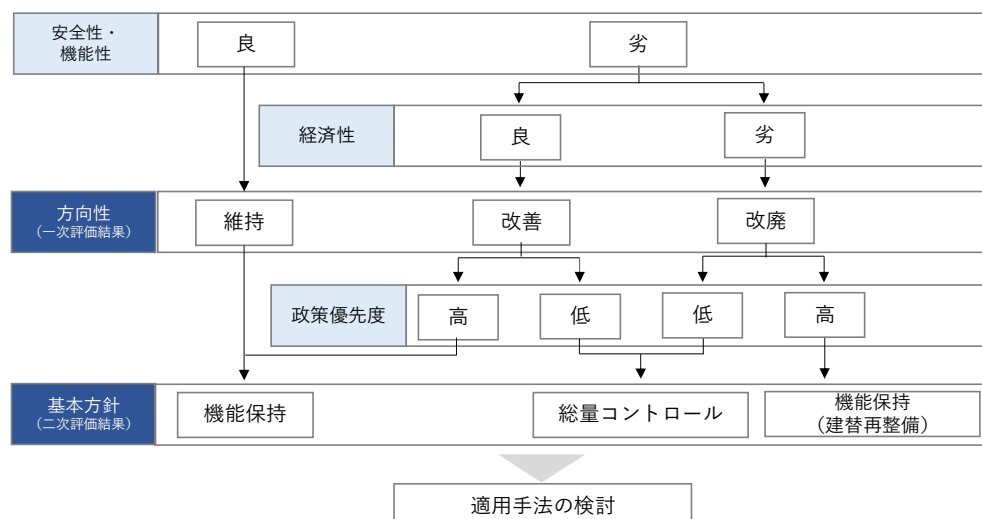 安全性・
機能性
良
劣
経済性
良
劣
方向性
（一次評価結果）
維持
改善
改廃
政策優先度
高
低
低
高
基本方針
（二次評価結果）
機能保持
総量コントロール
機能保持
（建替再整備）
適用手法の検討